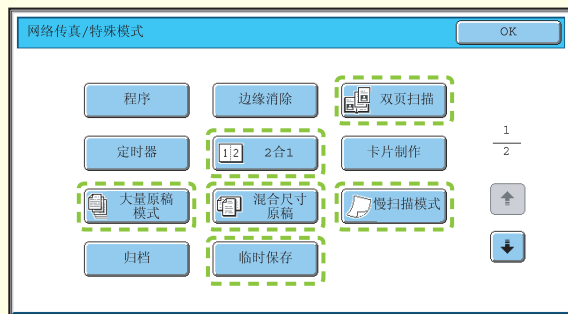 网络传真/特殊模式
OK
程序
边缘消除
双页扫描
定时器
1 2
2合1
卡片制作
1
2
大量原稿
模式
混合尺寸
原稿
慢扫描模式
归档
临时保存